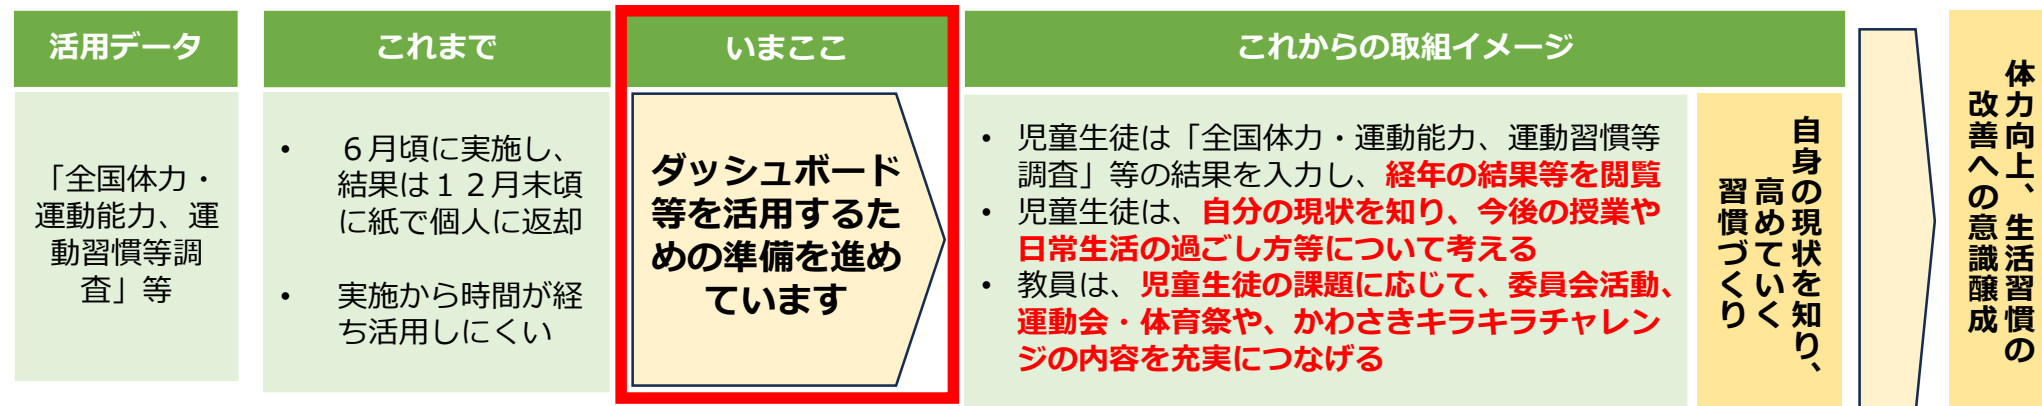 活用データ
「全国体力・
運動能力、運
動習慣等調
査」等
これまで
• ６月頃に実施し、
結果は１２月末頃
に紙で個人に返却
• 実施から時間が経
ち活用しにくい
いまここ
ダッシュボード
等を活用するた
めの準備を進め
ています
これからの取組イメージ
• 児童生徒は「全国体力・運動能力、運動習慣等
調査」等の結果を入力し、経年の結果等を閲覧
• 児童生徒は、自分の現状を知り、今後の授業や
日常生活の過ごし方等について考える
• 教員は、児童生徒の課題に応じて、委員会活動、
運動会・体育祭や、かわさきキラキラチャレン
ジの内容を充実につなげる
自身の現状を知り、
高めていく
習慣づくり
体力向上、生活習慣の
改善への意識醸成